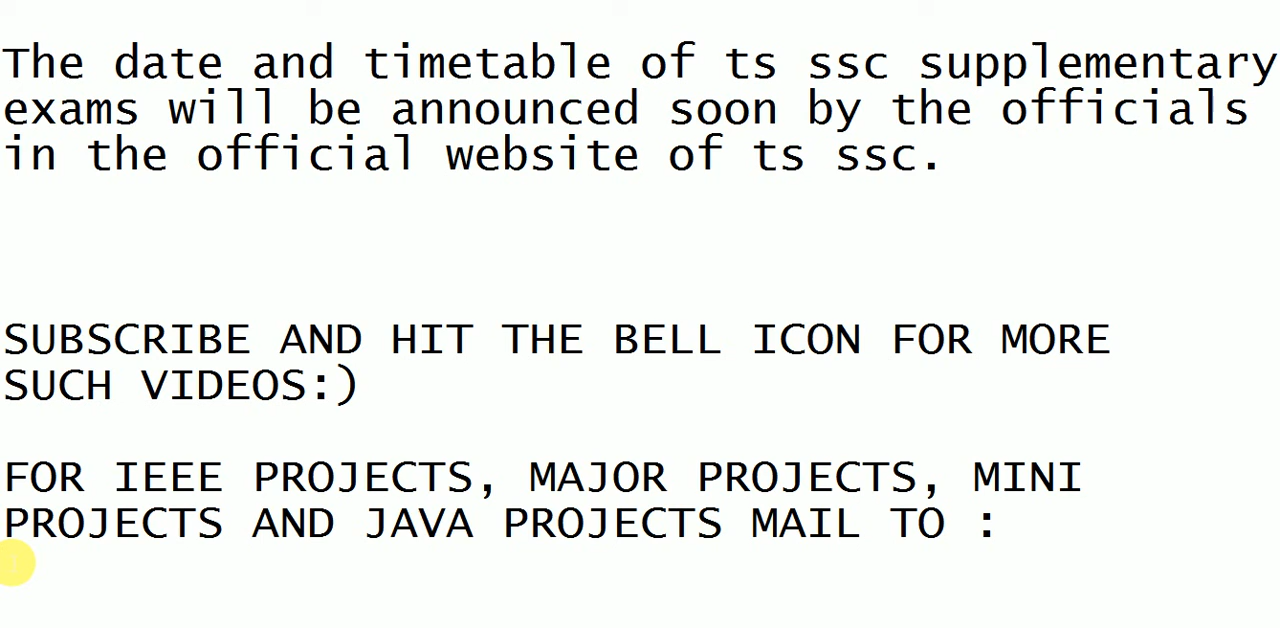 The date and timetable of ts ssc supplementary
exams will be announced soon by the officials
in the official website of ts ssc.
SUBSCRIBE AND HIT THE BELL ICON FOR MORE
SUCH VIDEOS:)
FOR IEEE PROJECTS, MAJOR PROJECTS, MINI
PROJECTS AND JAVA PROJECTS MAIL TO :